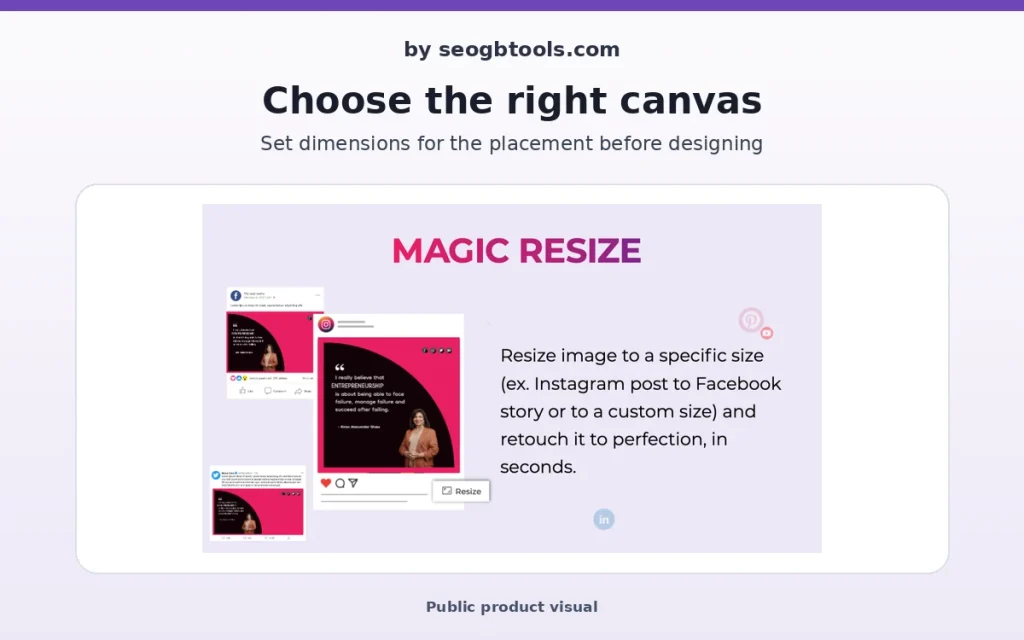 by seogbtools.com
Choose the right canvas
Set dimensions for the placement before designing
MAGIC RESIZE
I really believe that
ENTREPRENEURSHIP
is about being able to face
failure, manage failure and
succeed after failing.
Resize
Resize image to a specific size
(ex. Instagram post to Facebook
story or to a custom size) and
retouch it to perfection, in
seconds.
in
Public product visual